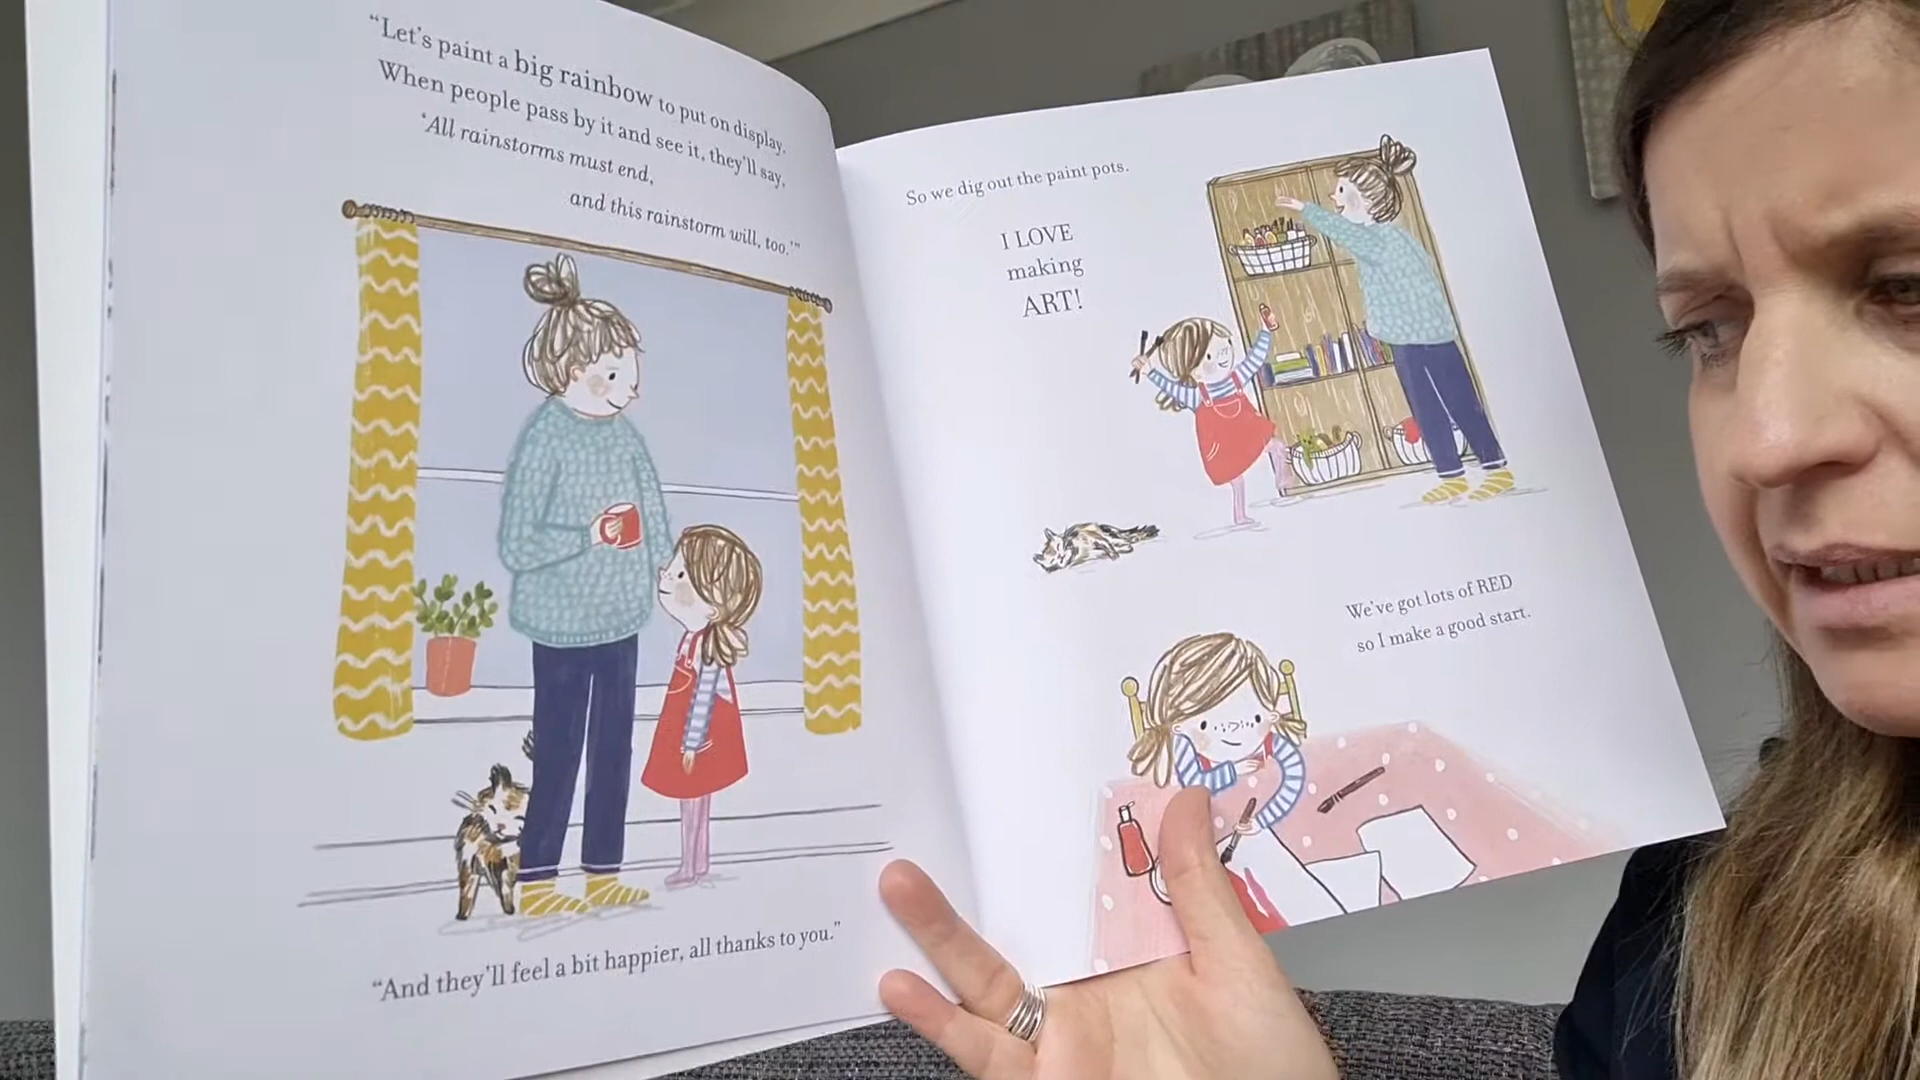 “Let’s paint a big rainbow to put on display.
When people pass by it and see it, they’ll say,
‘All rainstorms must end,
and this rainstorm will, too.’”
“And they’ll feel a bit happier, all thanks to you.”
So we dig out the paint pots.
I LOVE
making
ART!
We’ve got lots of RED
so I make a good start.